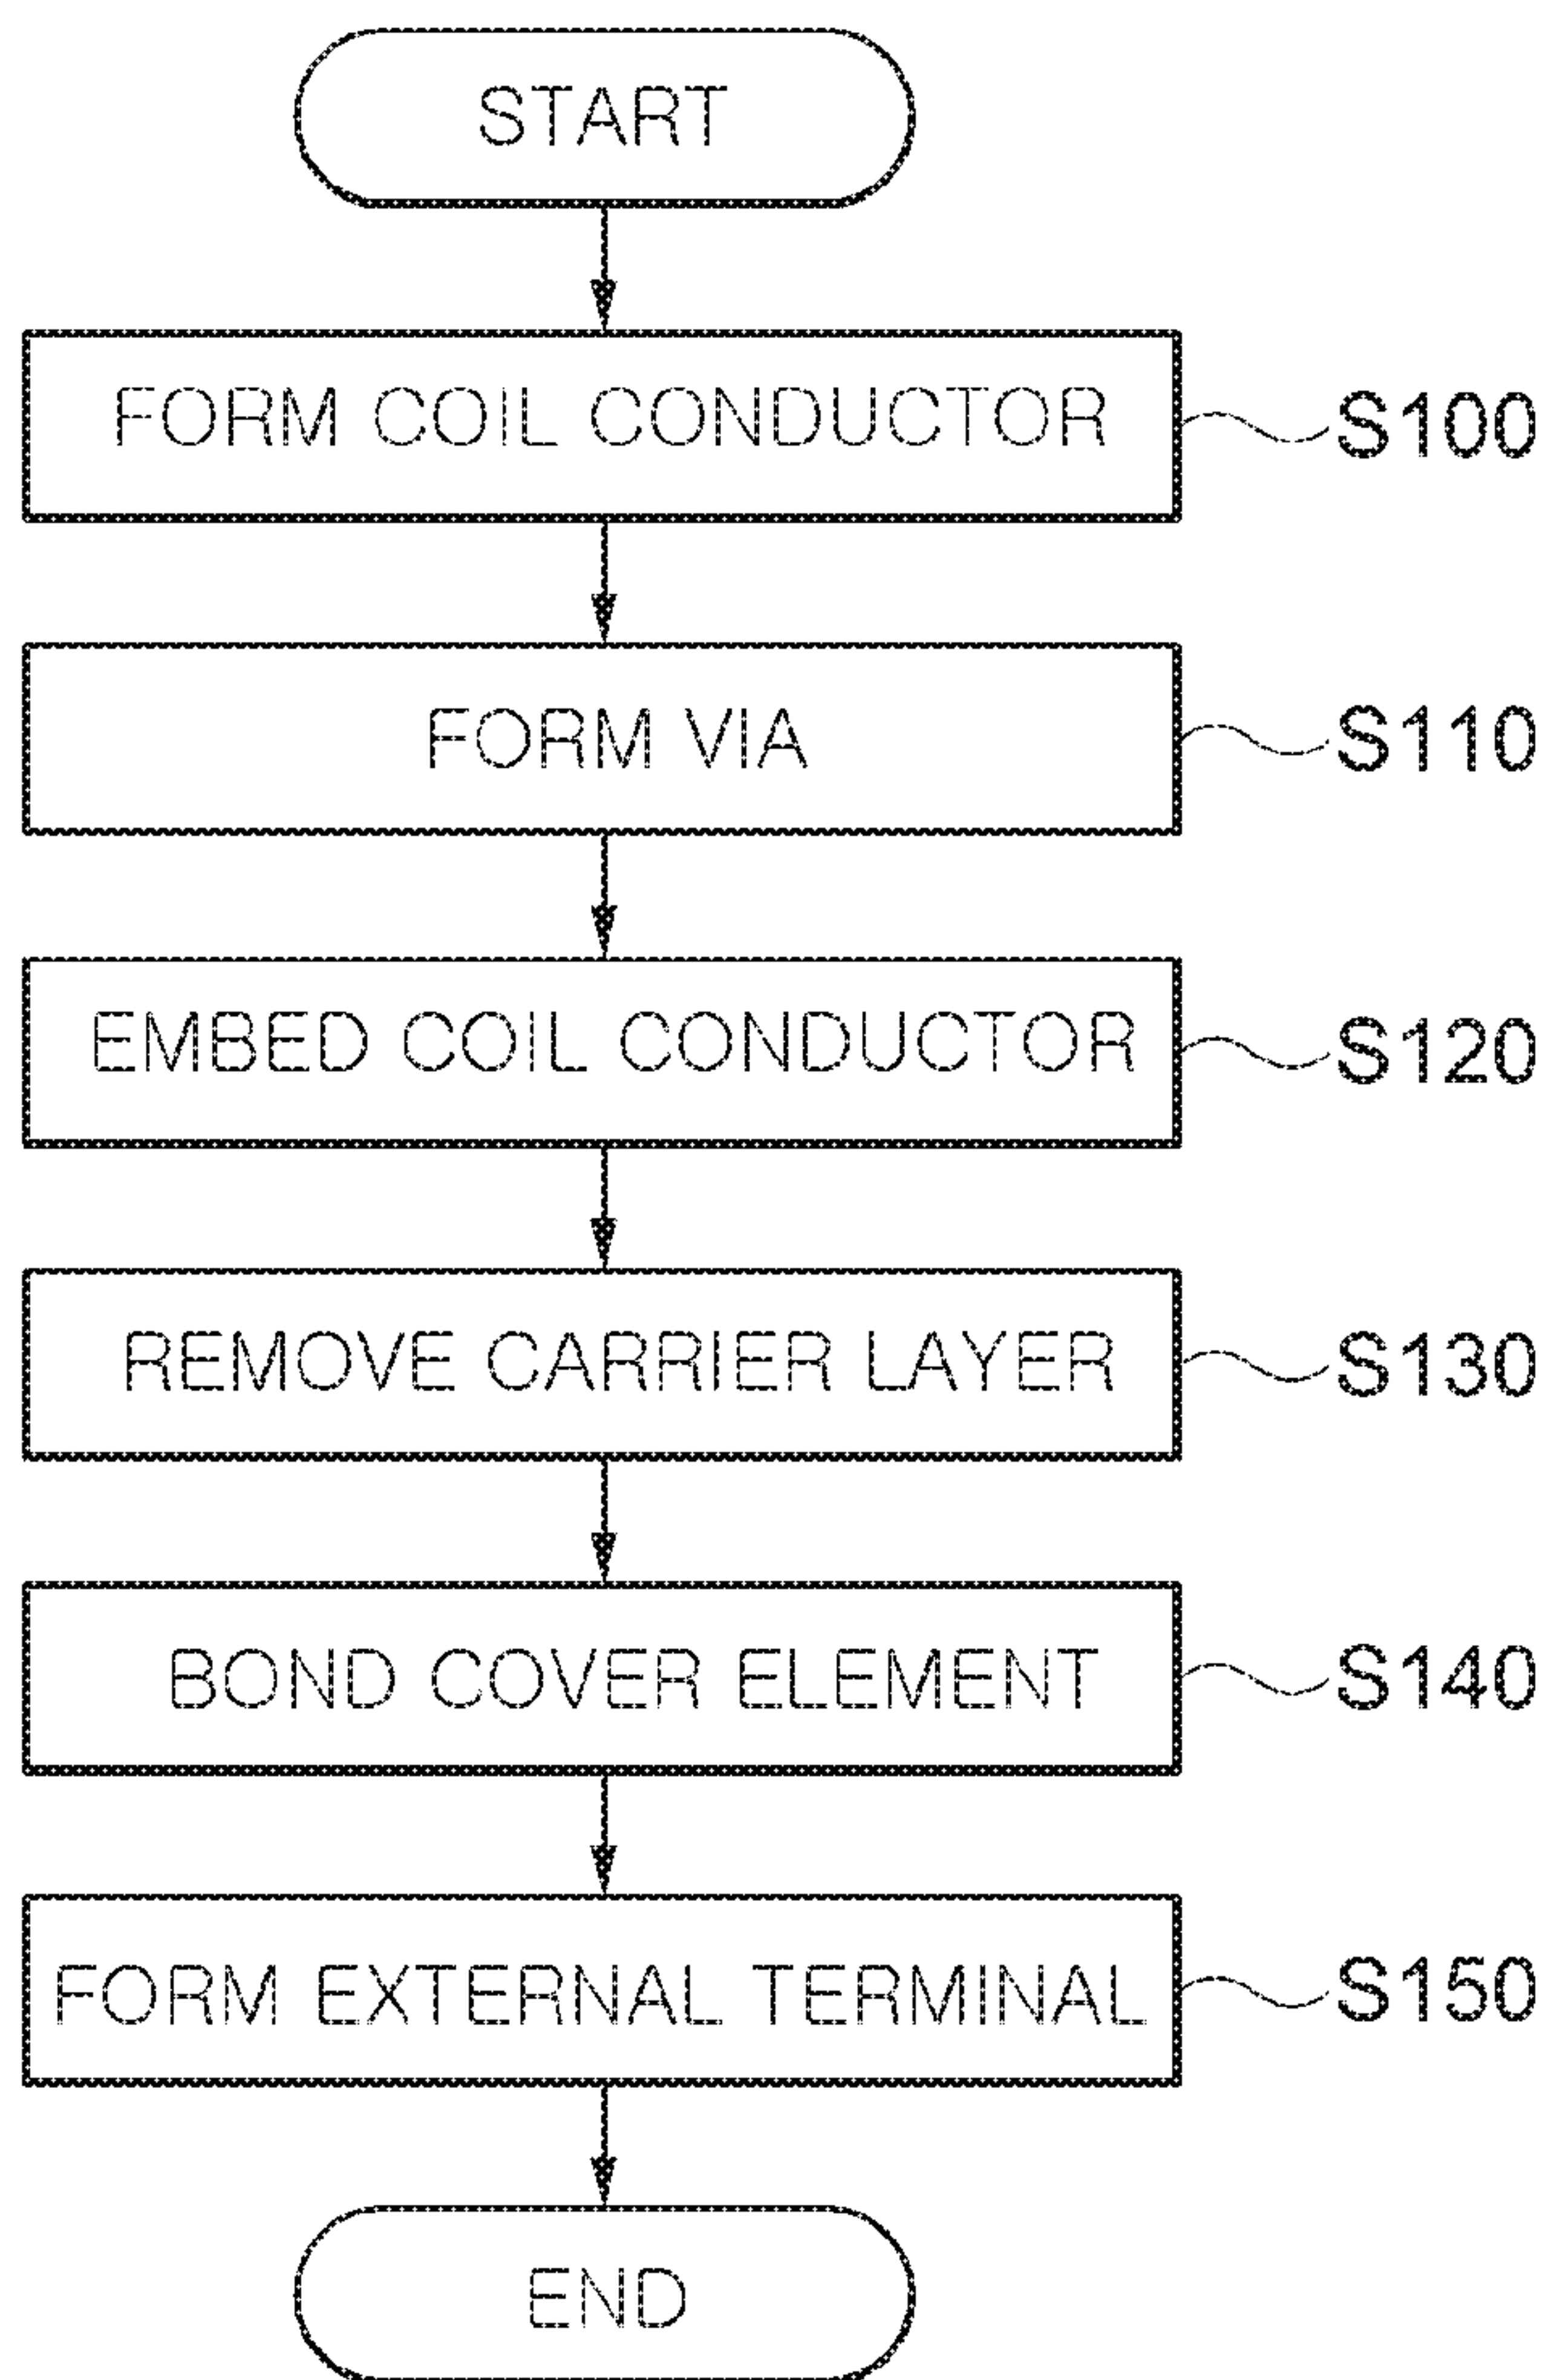 START
FORM COIL CONDUCTOR
S100
FORM VIA
S110
EMBED COIL CONDUCTOR
S120
REMOVE CARRIER LAYER
S130
BOND COVER ELEMENT
S140
FORM EXTERNAL TERMINAL
S150
END